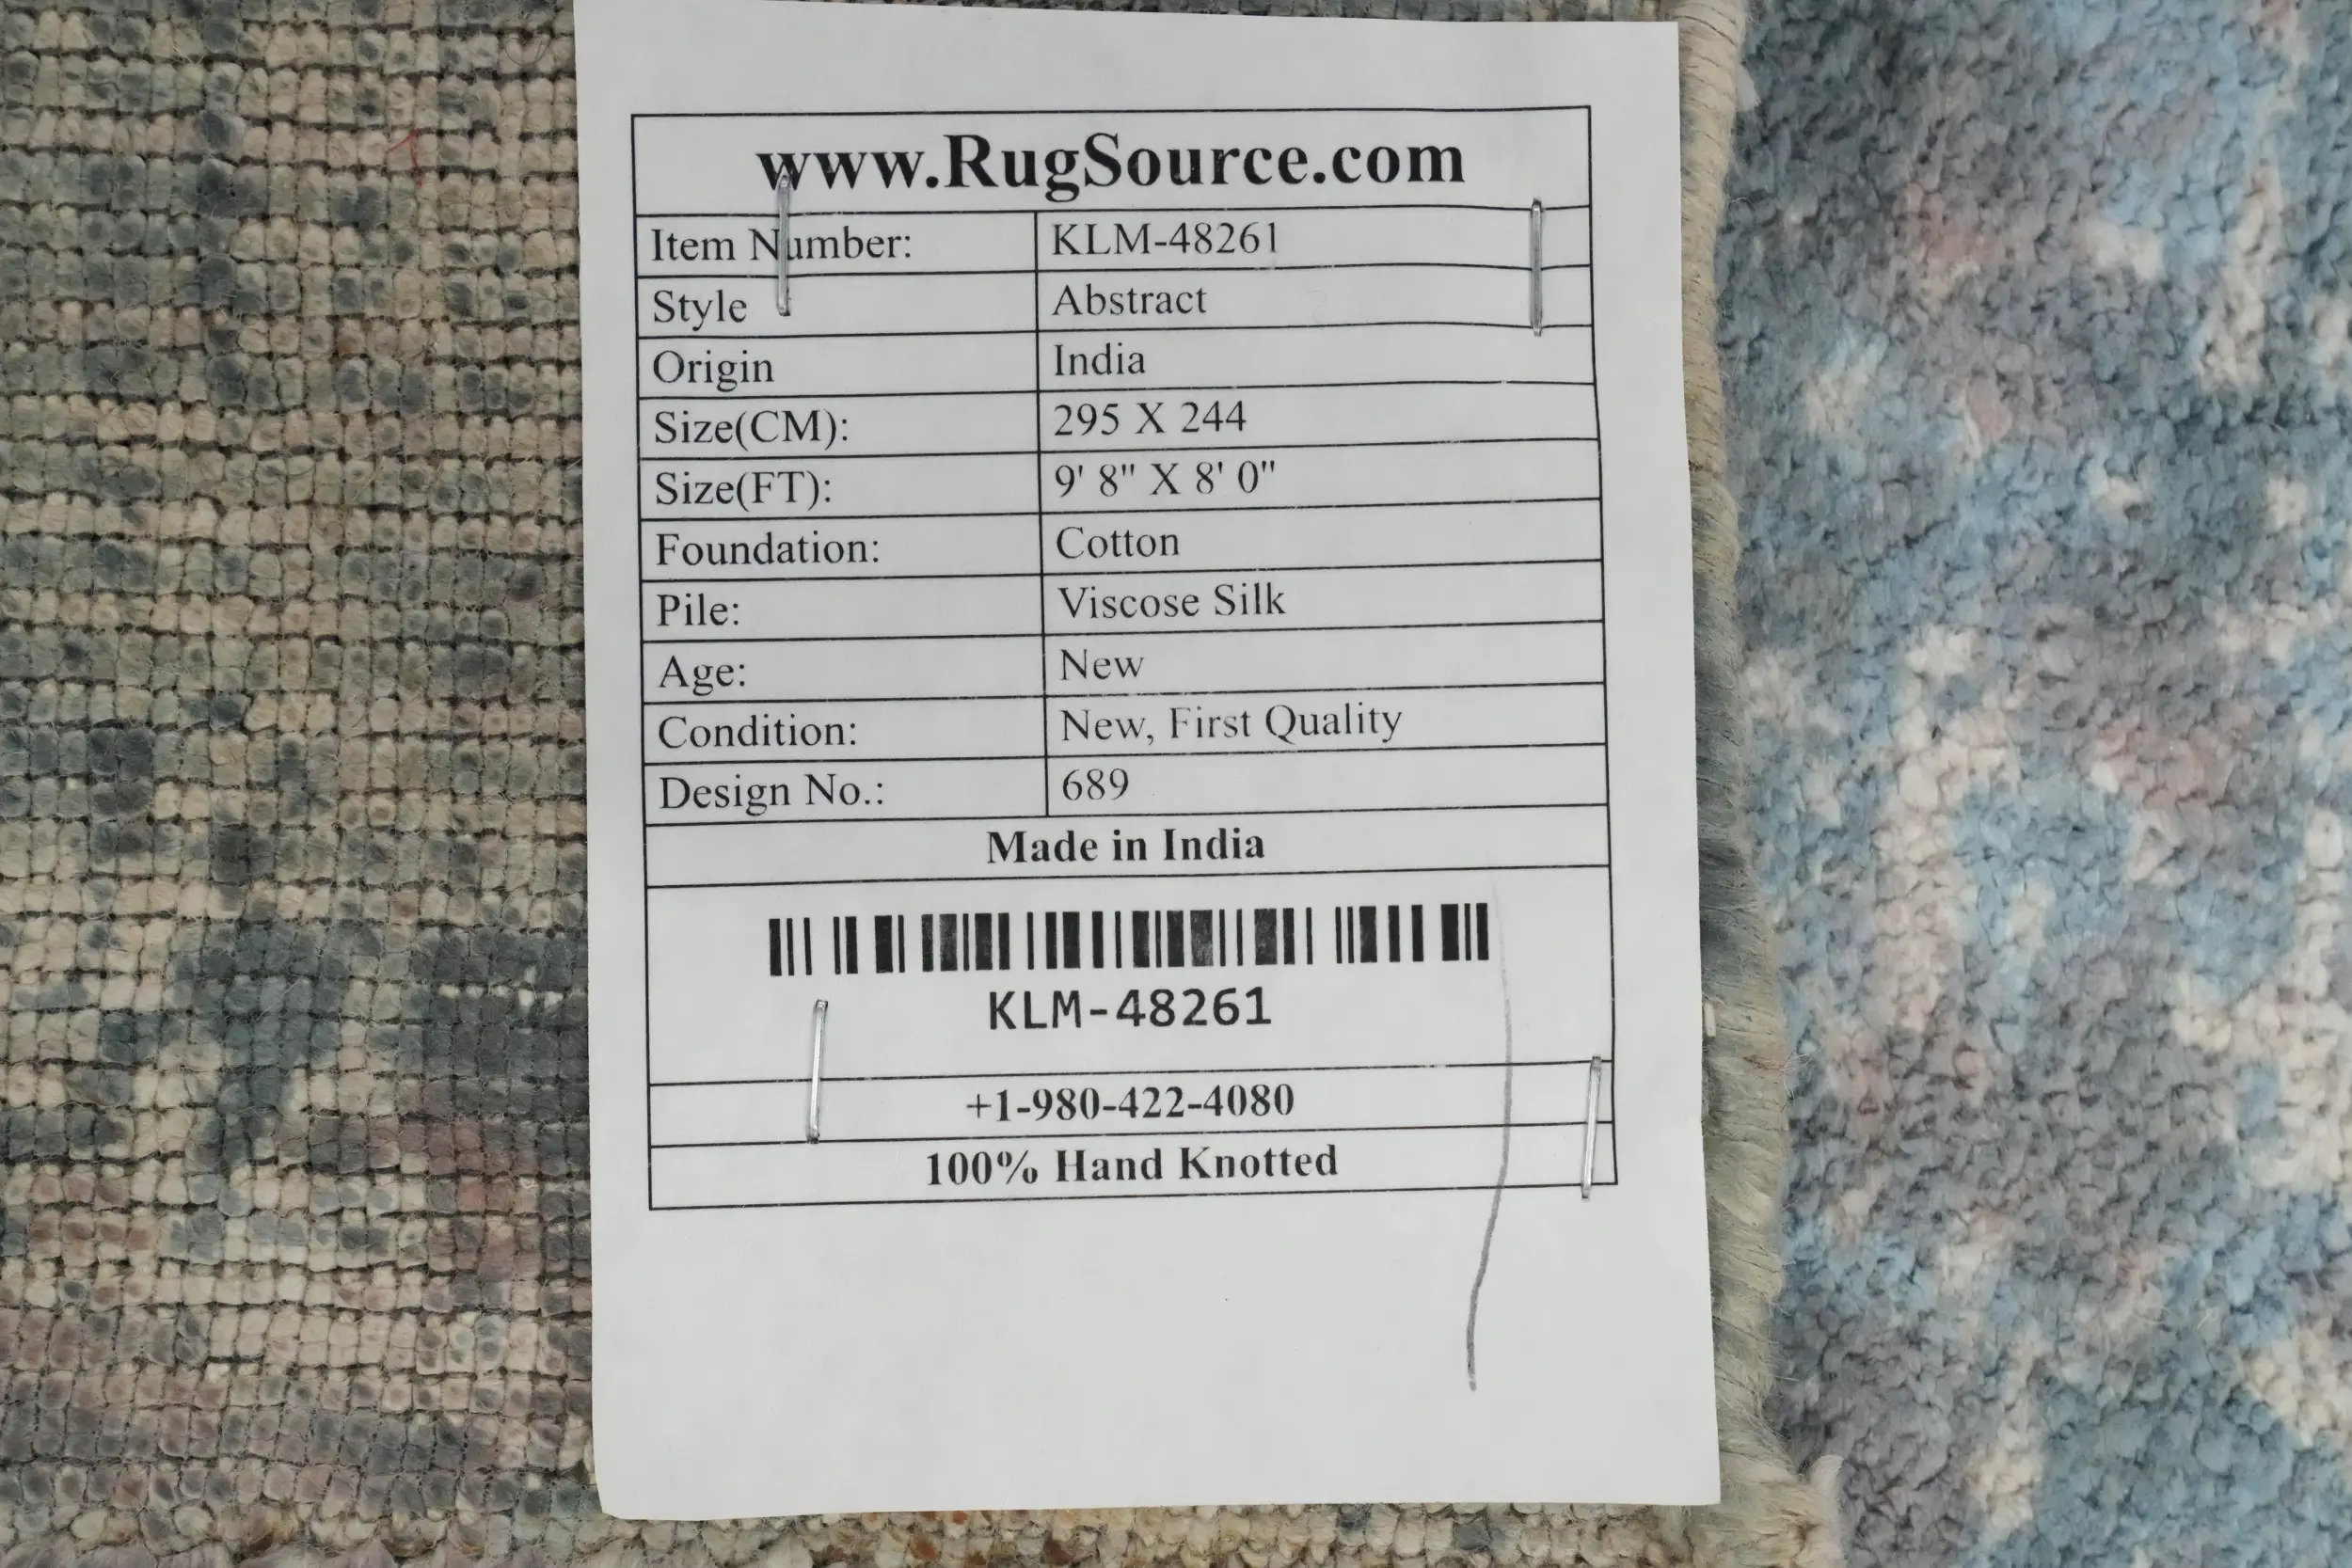 www.RugSource.com
Item Number: KLM-48261
Style Abstract
Origin India
Size(CM): 295 X 244
Size(FT): 9' 8" X 8' 0"
Foundation: Cotton
Pile: Viscose Silk
Age: New
Condition: New, First Quality
Design No.: 689
Made in India
KLM-48261
+1-980-422-4080
100% Hand Knotted